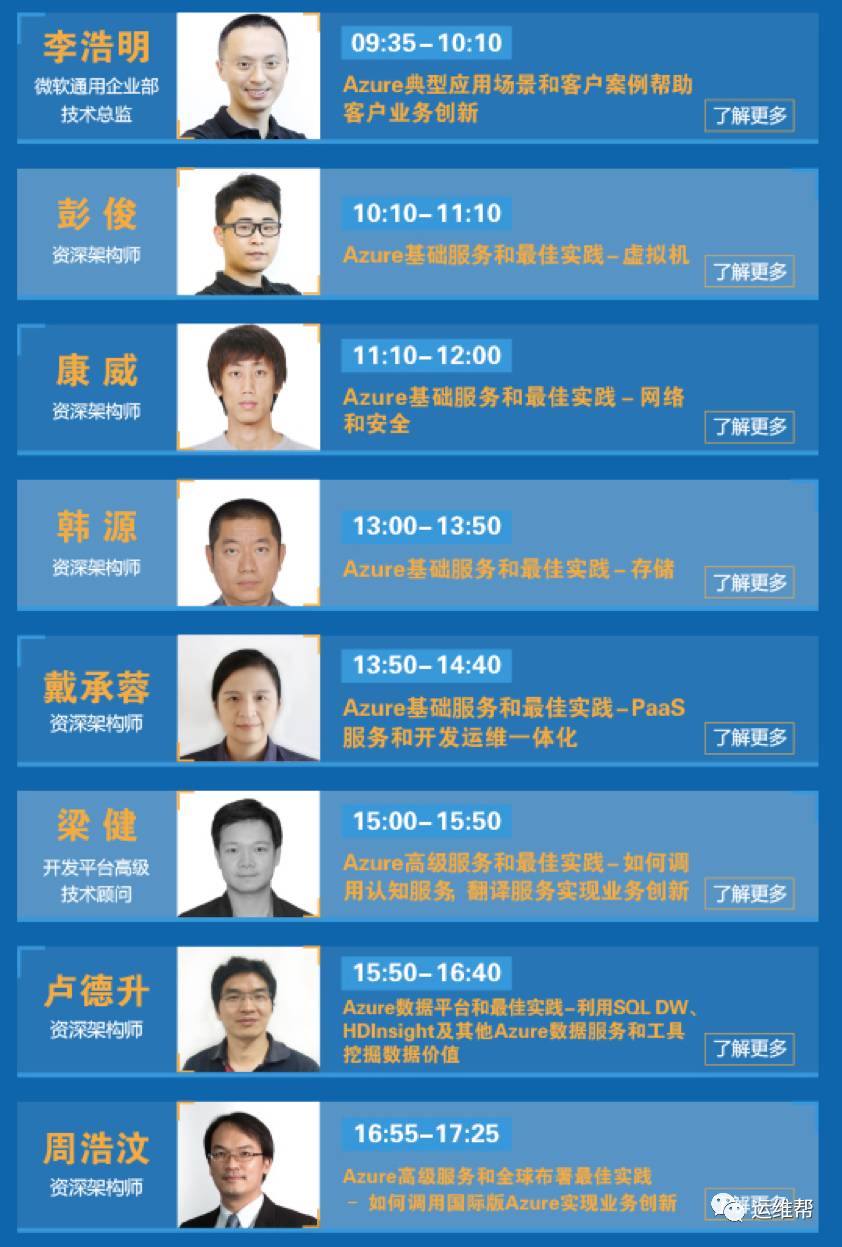 李浩明
微软通用企业部
技术总监
09:35-10:10
Azure典型应用场景和客户案例帮助
客户业务创新
了解更多
彭 俊
资深架构师
10:10-11:10
Azure基础服务和最佳实践-虚拟机
了解更多
康 威
资深架构师
11:10-12:00
Azure基础服务和最佳实践 - 网络
和安全
了解更多
韩 源
资深架构师
13:00-13:50
Azure基础服务和最佳实践-存储
了解更多
戴承蓉
资深架构师
13:50-14:40
Azure基础服务和最佳实践-PaaS
服务和开发运维一体化
了解更多
梁 健
开发平台高级
技术顾问
15:00-15:50
Azure高级服务和最佳实践-如何调
用认知服务, 翻译服务实现业务创新
了解更多
卢德升
资深架构师
15:50-16:40
Azure数据平台和最佳实践-利用SQL DW、
HDInsight及其他Azure数据服务和工具
挖掘数据价值
了解更多
周浩汶
资深架构师
16:55-17:25
Azure高级服务和全球布署最佳实践
- 如何调用国际版Azure实现业务创新
了解更多
运维帮